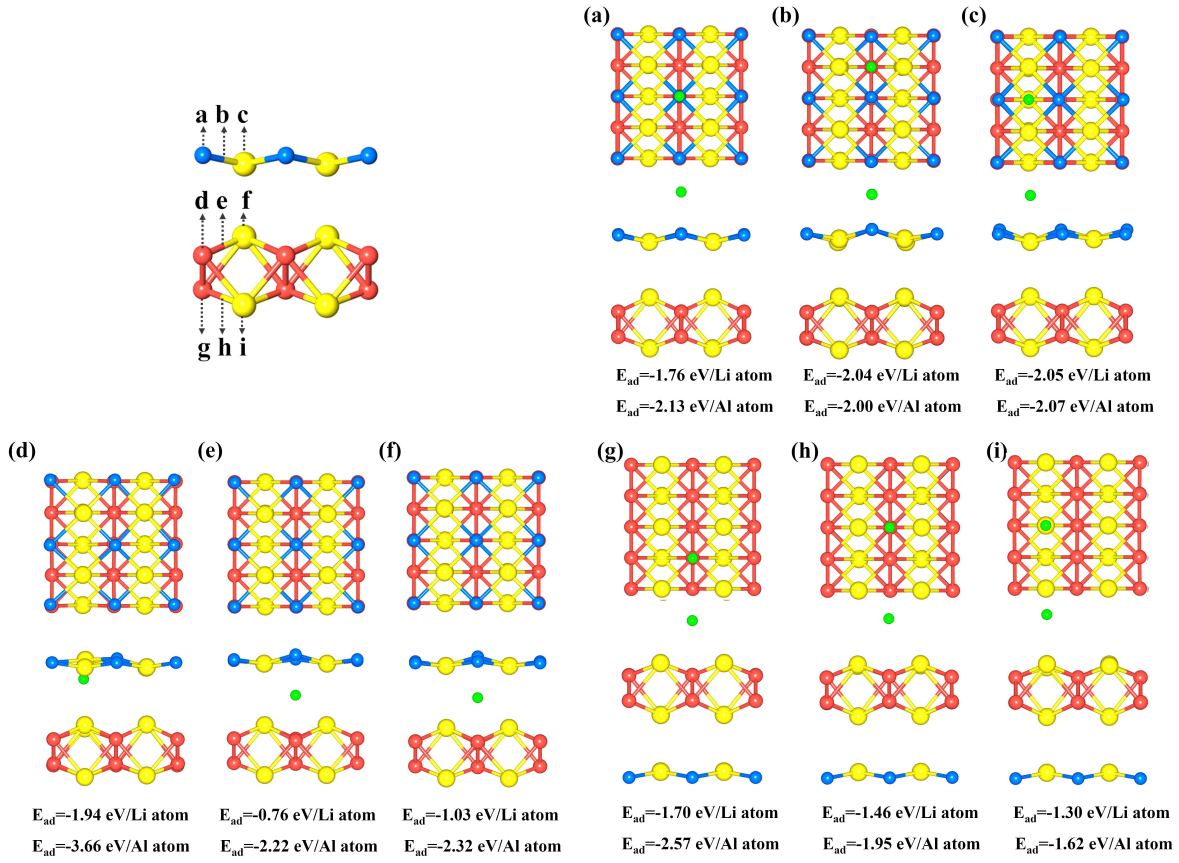 a b c
d e f
g h i
(a) (b) (c)
E_ad=-1.76 eV/Li atom E_ad=-2.04 eV/Li atom E_ad=-2.05 eV/Li atom
E_ad=-2.13 eV/Al atom E_ad=-2.00 eV/Al atom E_ad=-2.07 eV/Al atom
(d) (e) (f)
E_ad=-1.94 eV/Li atom E_ad=-0.76 eV/Li atom E_ad=-1.03 eV/Li atom
E_ad=-3.66 eV/Al atom E_ad=-2.22 eV/Al atom E_ad=-2.32 eV/Al atom
(g) (h) (i)
E_ad=-1.70 eV/Li atom E_ad=-1.46 eV/Li atom E_ad=-1.30 eV/Li atom
E_ad=-2.57 eV/Al atom E_ad=-1.95 eV/Al atom E_ad=-1.62 eV/Al atom